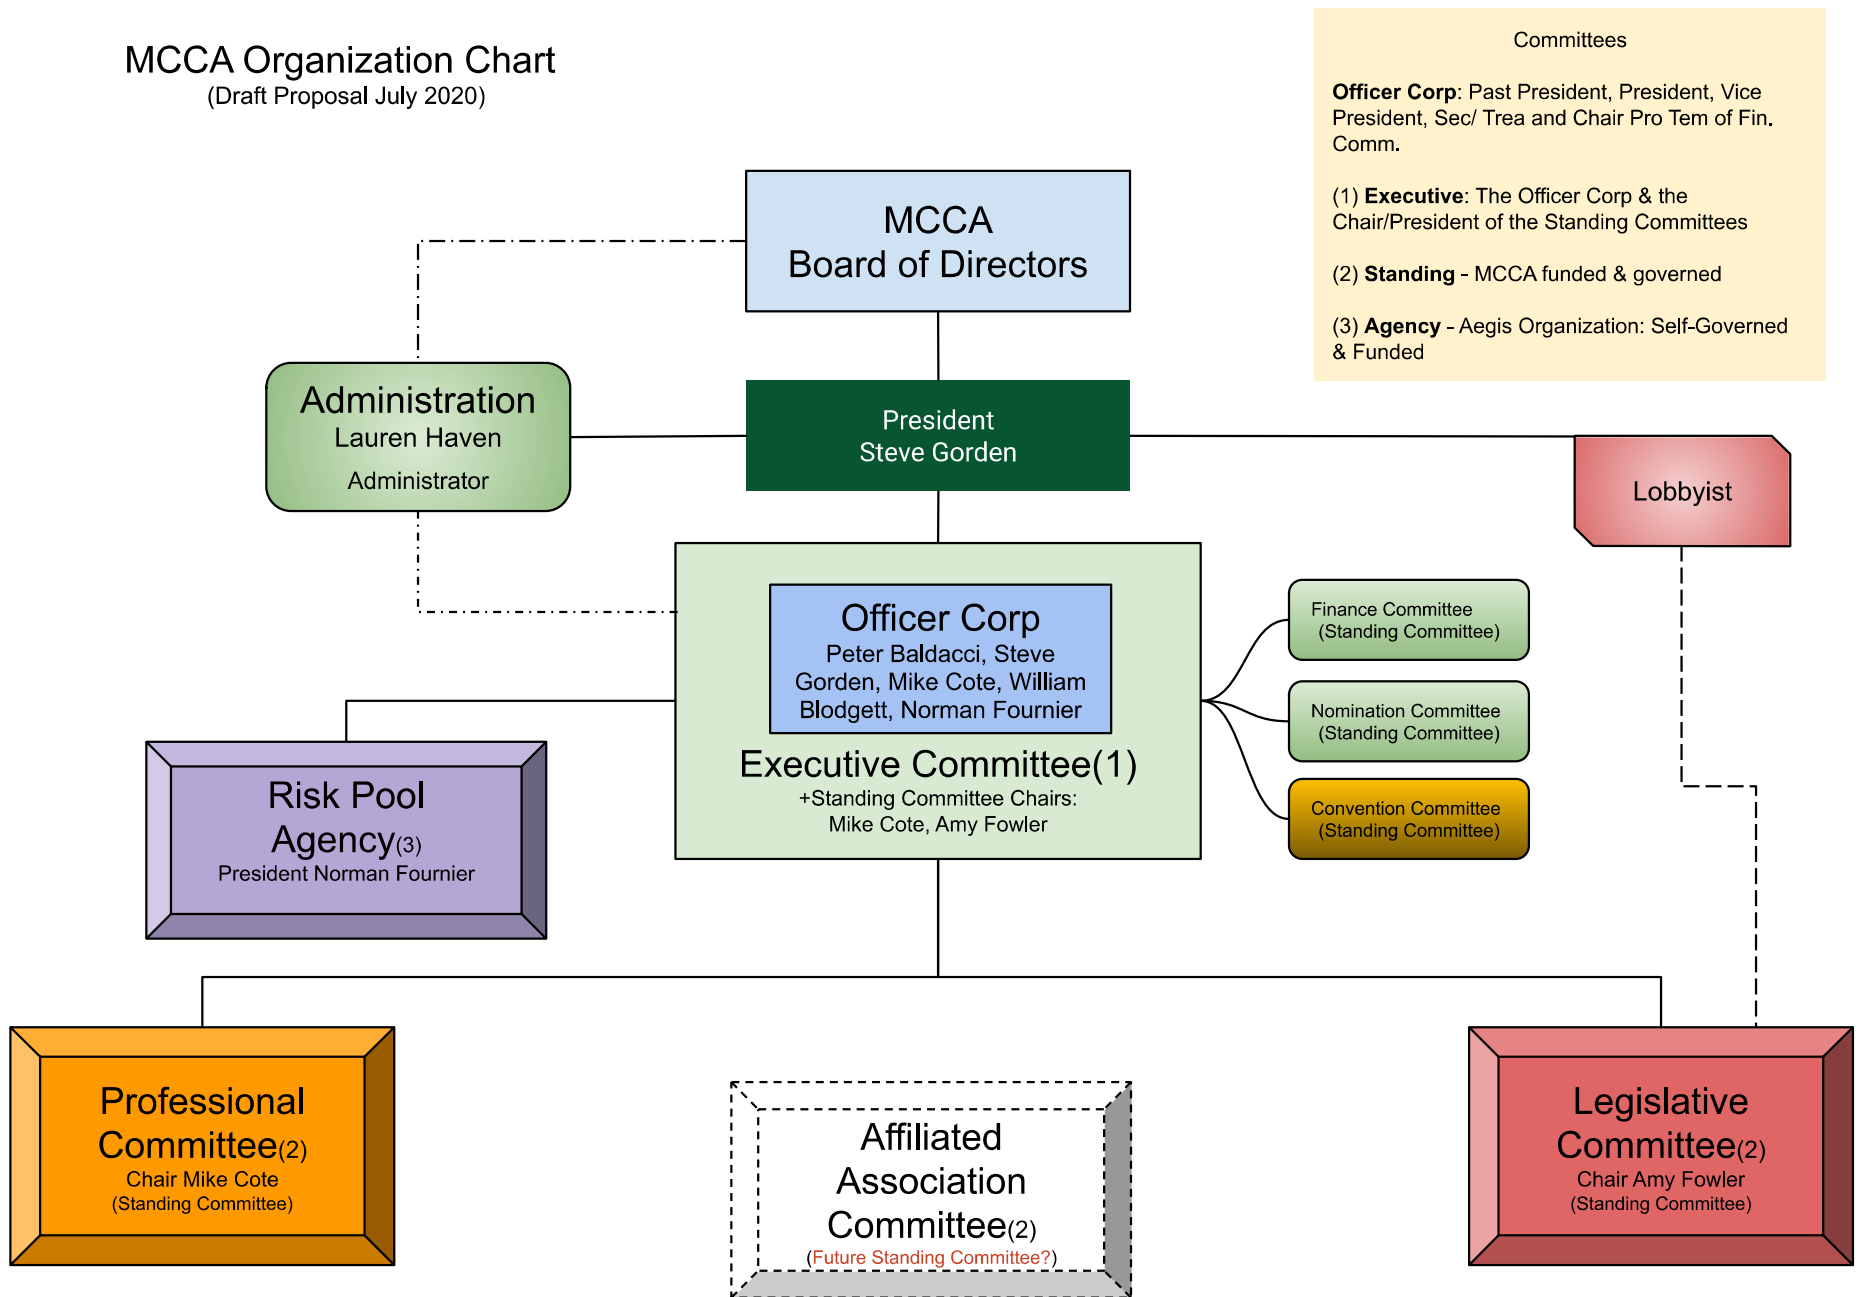 MCCA Organization Chart
(Draft Proposal July 2020)
Committees
Officer Corp: Past President, President, Vice
President, Sec/ Trea and Chair Pro Tem of Fin.
Comm.
(1) Executive: The Officer Corp & the
Chair/President of the Standing Committees
(2) Standing - MCCA funded & governed
(3) Agency - Aegis Organization: Self-Governed
& Funded
MCCA
Board of Directors
Administration
Lauren Haven
Administrator
President
Steve Gorden
Lobbyist
Officer Corp
Peter Baldacci, Steve
Gorden, Mike Cote, William
Blodgett, Norman Fournier
Executive Committee(1)
+Standing Committee Chairs:
Mike Cote, Amy Fowler
Finance Committee
(Standing Committee)
Nomination Committee
(Standing Committee)
Convention Committee
(Standing Committee)
Risk Pool
Agency(3)
President Norman Fournier
Professional
Committee(2)
Chair Mike Cote
(Standing Committee)
Affiliated
Association
Committee(2)
(Future Standing Committee?)
Legislative
Committee(2)
Chair Amy Fowler
(Standing Committee)